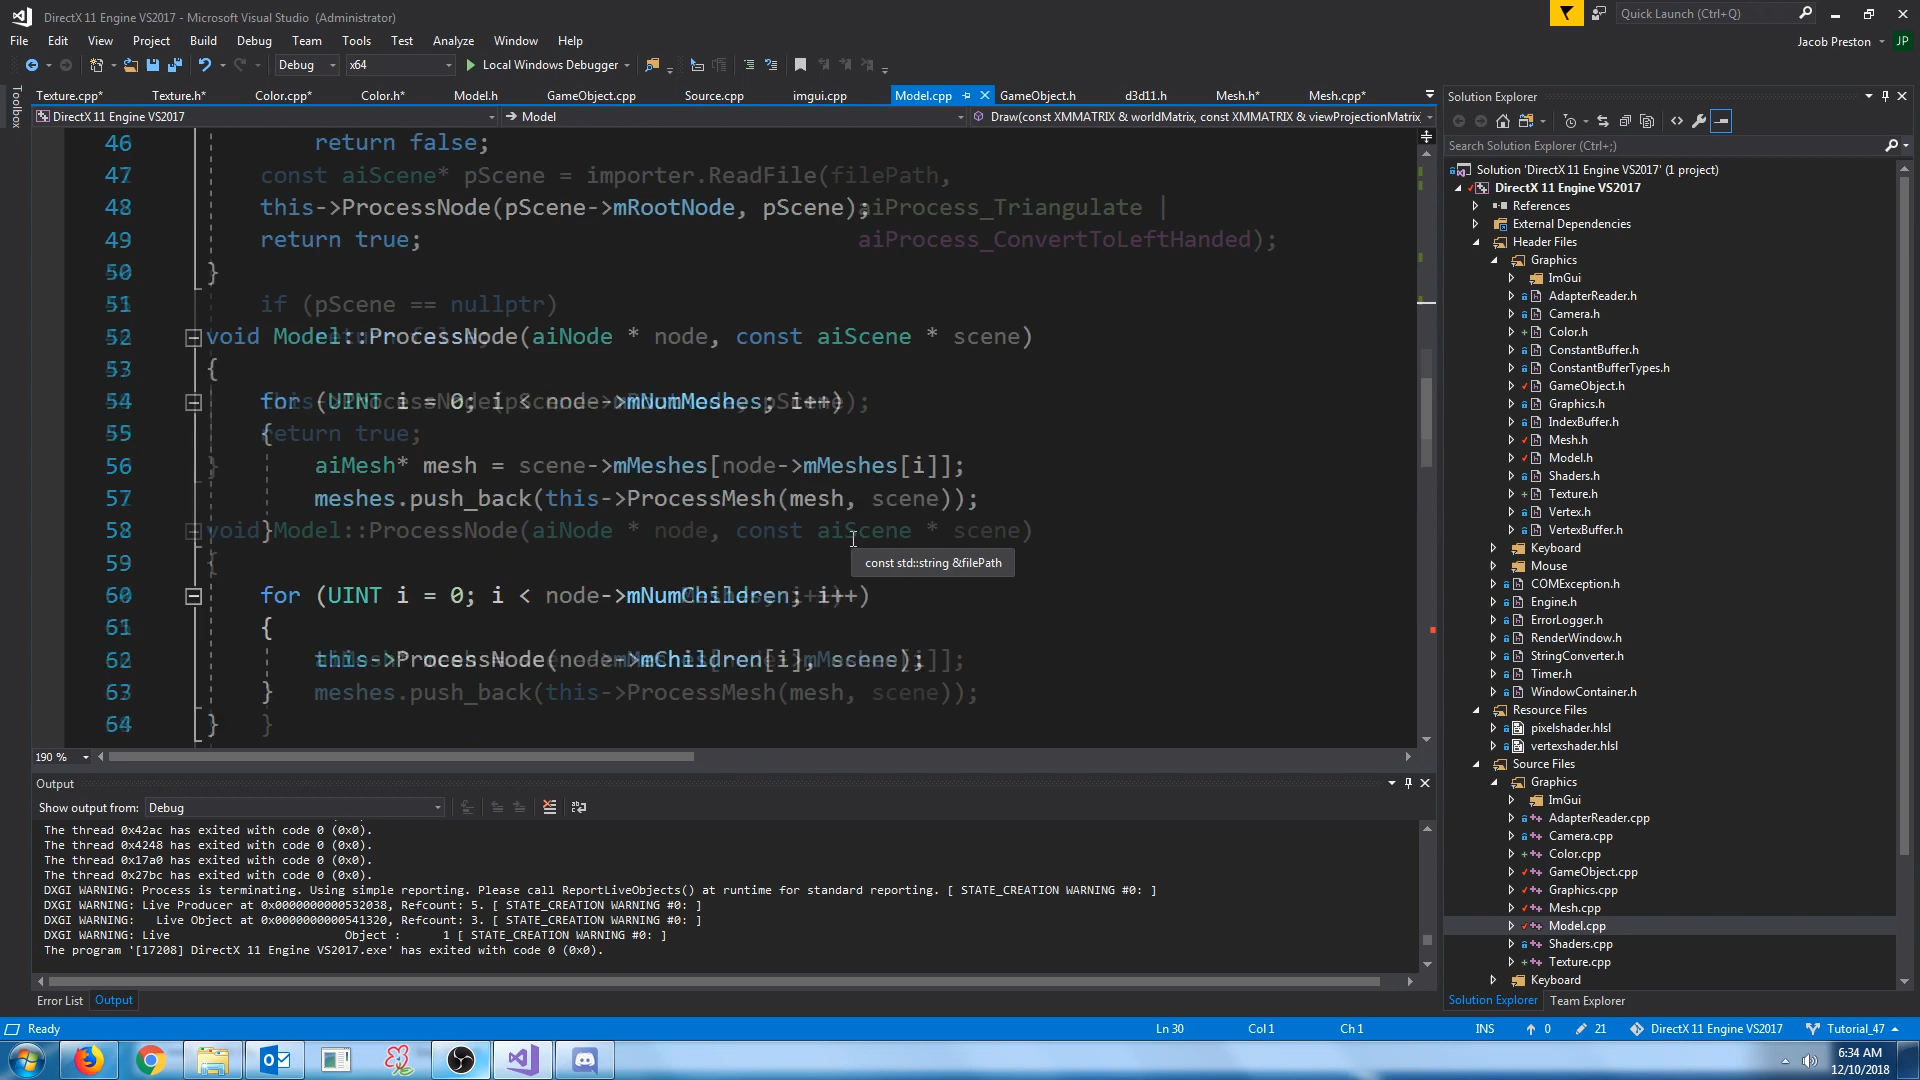 DirectX 11 Engine VS2017 - Microsoft Visual Studio (Administrator)
Quick Launch (Ctrl+Q)
File Edit View Project Build Debug Team Tools Test Analyze Window Help
Jacob Preston JP
Debug x64 Local Windows Debugger
Toolbox
Texture.cpp* Texture.h* Color.cpp* Color.h* Model.h GameObject.cpp Source.cpp imgui.cpp Model.cpp GameObject.h d3d11.h Mesh.h* Mesh.cpp*
DirectX 11 Engine VS2017 Model Draw(const XMMATRIX & worldMatrix, const XMMATRIX & viewProjectionMatrix
46 return false;
47 const aiScene* pScene = importer.ReadFile(filePath,
48 this->ProcessNode(pScene->mRootNode, pScene); aiProcess_Triangulate |
49 return true; aiProcess_ConvertToLeftHanded);
50 }
51 if (pScene == nullptr)
52 void Model::ProcessNode(aiNode * node, const aiScene * scene)
53 {
54 for (UINT i = 0; i < node->mNumMeshes; i++)
55 { return true;
56 aiMesh* mesh = scene->mMeshes[node->mMeshes[i]];
57 meshes.push_back(this->ProcessMesh(mesh, scene));
58 void }Model::ProcessNode(aiNode * node, const aiScene * scene)
59 {
const std::string &filePath
60 for (UINT i = 0; i < node->mNumChildren; i++)
61 {
62 this->ProcessNode(node->mChildren[i], scene);
63 } meshes.push_back(this->ProcessMesh(mesh, scene));
64 } }
190 %
Output
Show output from: Debug
The thread 0x42ac has exited with code 0 (0x0).
The thread 0x4248 has exited with code 0 (0x0).
The thread 0x17a0 has exited with code 0 (0x0).
The thread 0x27bc has exited with code 0 (0x0).
DXGI WARNING: Process is terminating. Using simple reporting. Please call ReportLiveObjects() at runtime for standard reporting. [ STATE_CREATION WARNING #0: ]
DXGI WARNING: Live Producer at 0x0000000000532038, Refcount: 5. [ STATE_CREATION WARNING #0: ]
DXGI WARNING: Live Object at 0x0000000000541320, Refcount: 3. [ STATE_CREATION WARNING #0: ]
DXGI WARNING: Live Object : 1 [ STATE_CREATION WARNING #0: ]
The program '[17208] DirectX 11 Engine VS2017.exe' has exited with code 0 (0x0).
Error List Output
Solution Explorer
Search Solution Explorer (Ctrl+;)
Solution 'DirectX 11 Engine VS2017' (1 project)
DirectX 11 Engine VS2017
References
External Dependencies
Header Files
Graphics
ImGui
AdapterReader.h
Camera.h
Color.h
ConstantBuffer.h
ConstantBufferTypes.h
GameObject.h
Graphics.h
IndexBuffer.h
Mesh.h
Model.h
Shaders.h
Texture.h
Vertex.h
VertexBuffer.h
Keyboard
Mouse
COMException.h
Engine.h
ErrorLogger.h
RenderWindow.h
StringConverter.h
Timer.h
WindowContainer.h
Resource Files
pixelshader.hlsl
vertexshader.hlsl
Source Files
Graphics
ImGui
AdapterReader.cpp
Camera.cpp
Color.cpp
GameObject.cpp
Graphics.cpp
Mesh.cpp
Model.cpp
Shaders.cpp
Texture.cpp
Keyboard
Solution Explorer Team Explorer
Ready Ln 30 Col 1 Ch 1 INS 0 21 DirectX 11 Engine VS2017 Tutorial_47
6:34 AM
12/10/2018